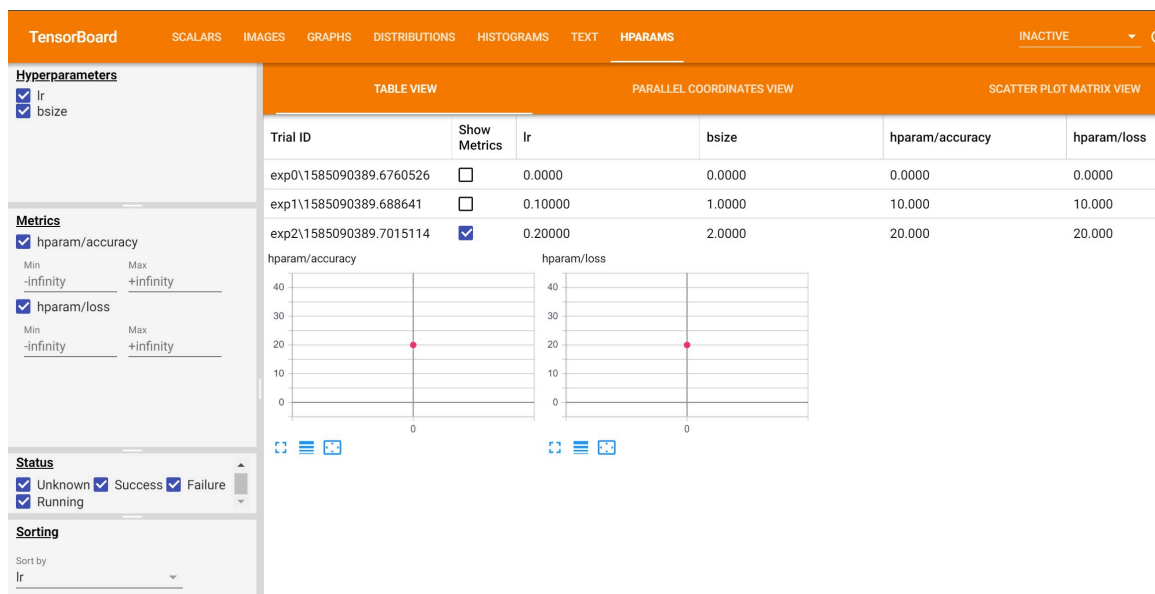 TensorBoard SCALARS IMAGES GRAPHS DISTRIBUTIONS HISTOGRAMS TEXT HPARAMS INACTIVE
Hyperparameters
lr
bsize
Metrics
hparam/accuracy
Min Max
-infinity +infinity
hparam/loss
Min Max
-infinity +infinity
Status
Unknown Success Failure
Running
Sorting
Sort by
lr
TABLE VIEW PARALLEL COORDINATES VIEW SCATTER PLOT MATRIX VIEW
Trial ID Show Metrics lr bsize hparam/accuracy hparam/loss
exp0\1585090389.6760526 0.0000 0.0000 0.0000 0.0000
exp1\1585090389.688641 0.10000 1.0000 10.000 10.000
exp2\1585090389.7015114 0.20000 2.0000 20.000 20.000
hparam/accuracy hparam/loss
40 40
30 30
20 20
10 10
0 0
0 0